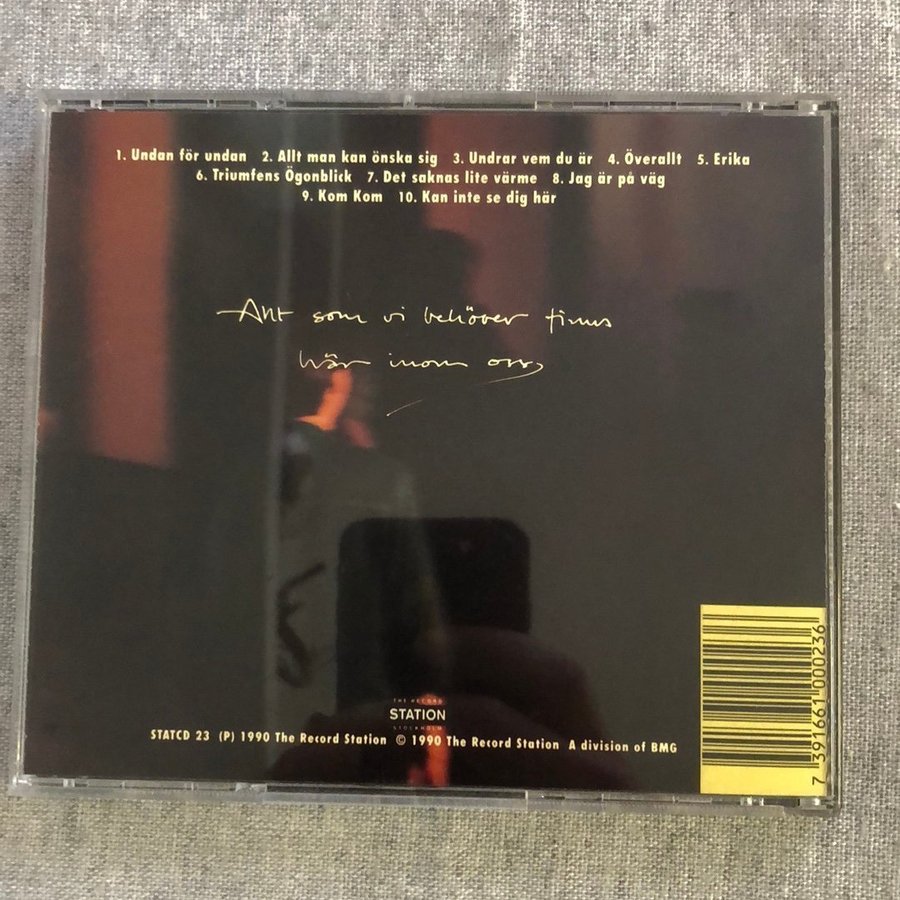 1. Undan för undan 2. Allt man kan önska sig 3. Undrar vem du är 4. Överallt 5. Erika
6. Triumfens Ögonblick 7. Det saknas lite värme 8. Jag är på väg
9. Kom Kom 10. Kan inte se dig här
Allt som vi behöver finns
här inom oss
THE RECORD
STATION
STOCKHOLM
STATCD 23 (P) 1990 The Record Station © 1990 The Record Station A division of BMG
7 391661 000236